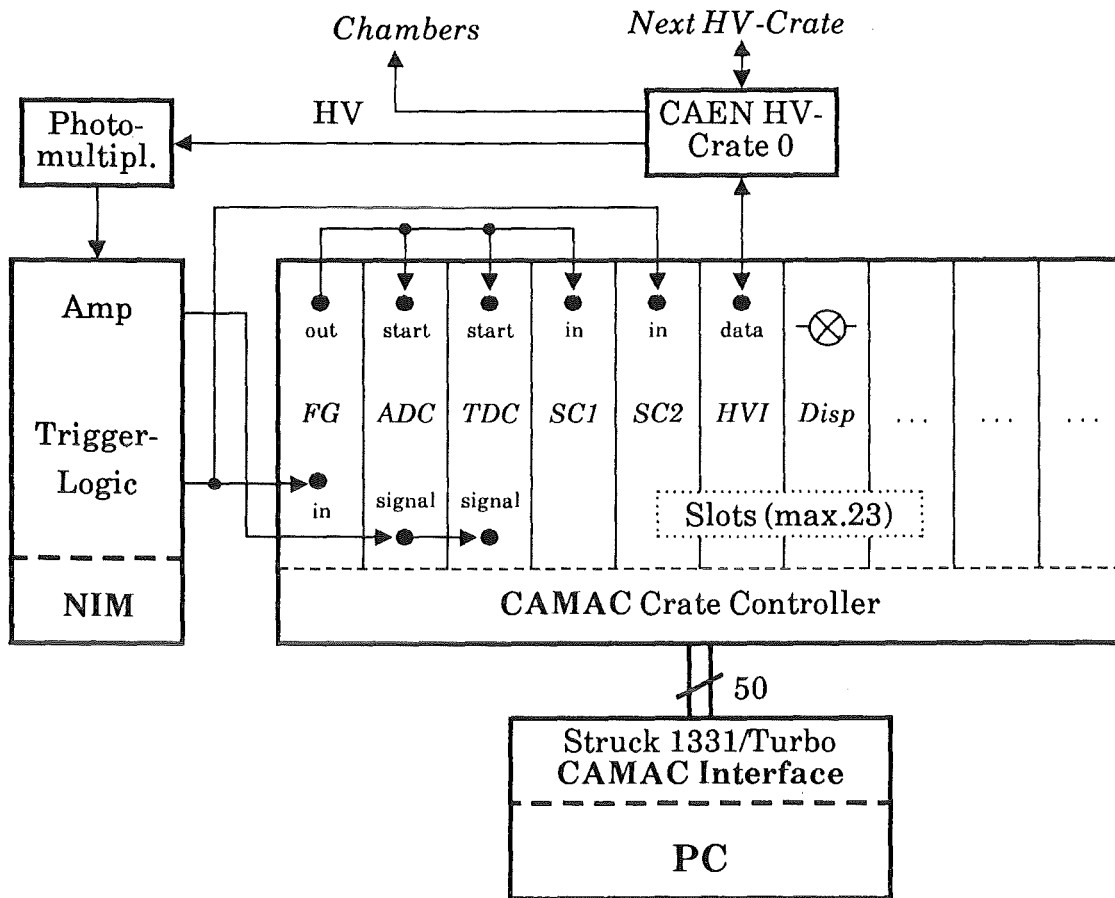 Chambers
Next HV-Crate
Photo-
multipl.
HV
CAEN HV-
Crate 0
Amp
Trigger-
Logic
NIM
out
start
start
in
in
data
FG
ADC
TDC
SC1
SC2
HVI
Disp
...
...
...
in
signal
signal
Slots (max.23)
CAMAC Crate Controller
50
Struck 1331/Turbo
CAMAC Interface
PC